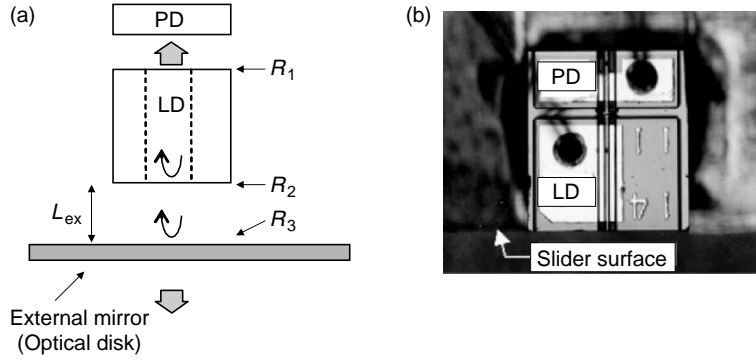 (a)
PD
R1
LD
R2
Lex
R3
External mirror
(Optical disk)
(b)
PD
LD
Slider surface